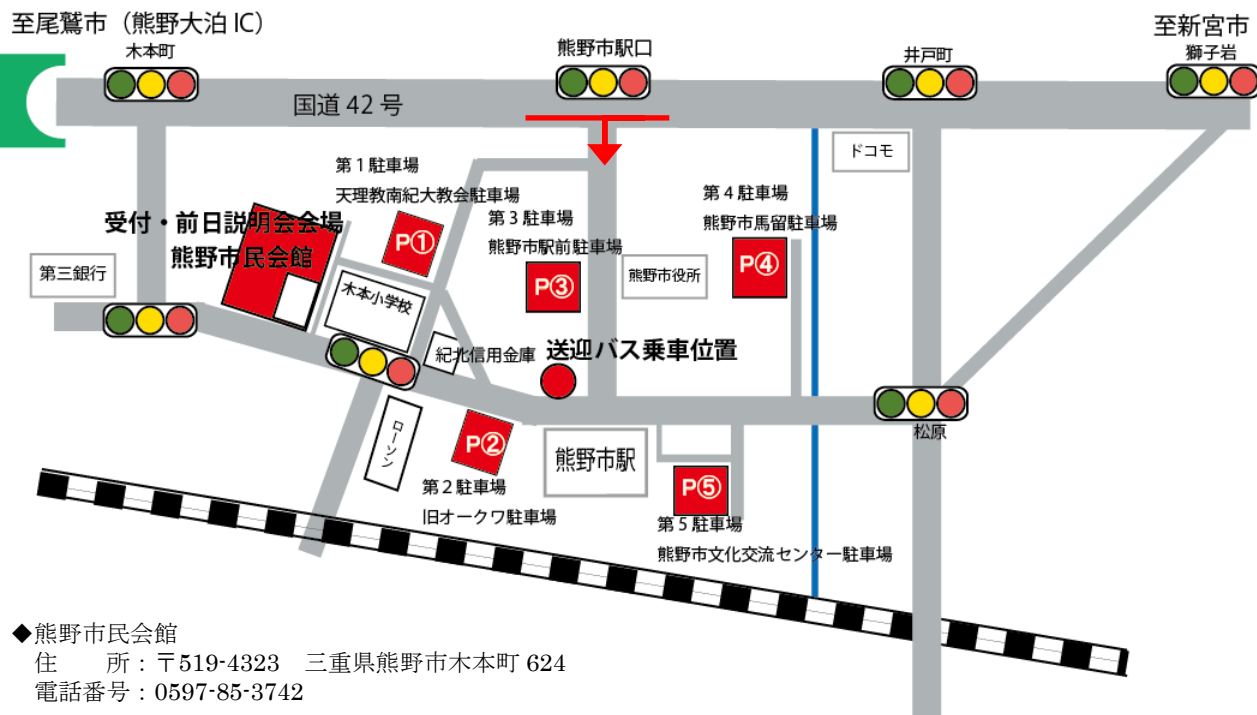 至尾鷲市（熊野大泊 IC）
木本町
熊野市駅口
井戸町
至新宮市
獅子岩
国道 42 号
ドコモ
第 1 駐車場
天理教南紀大教会駐車場
P①
受付・前日説明会会場
熊野市民会館
第 3 駐車場
熊野市駅前駐車場
P③
第 4 駐車場
熊野市馬留駐車場
P④
第三銀行
木本小学校
熊野市役所
紀北信用金庫
送迎バス乗車位置
ローソン
P②
第 2 駐車場
旧オークワ駐車場
熊野市駅
P⑤
第 5 駐車場
熊野市文化交流センター駐車場
松原
◆熊野市民会館
住　　所：〒519-4323　三重県熊野市木本町 624
電話番号：0597-85-3742